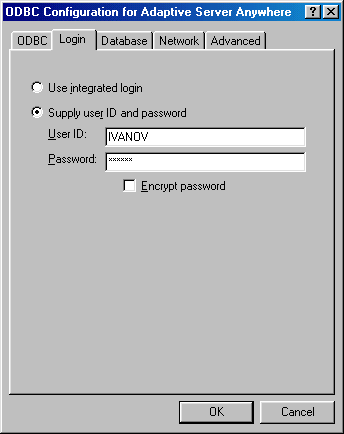 ODBC Configuration for Adaptive Server Anywhere
ODBC Login Database Network Advanced
Use integrated login
Supply user ID and password
User ID: IVANOV
Password: ******
Encrypt password
OK Cancel